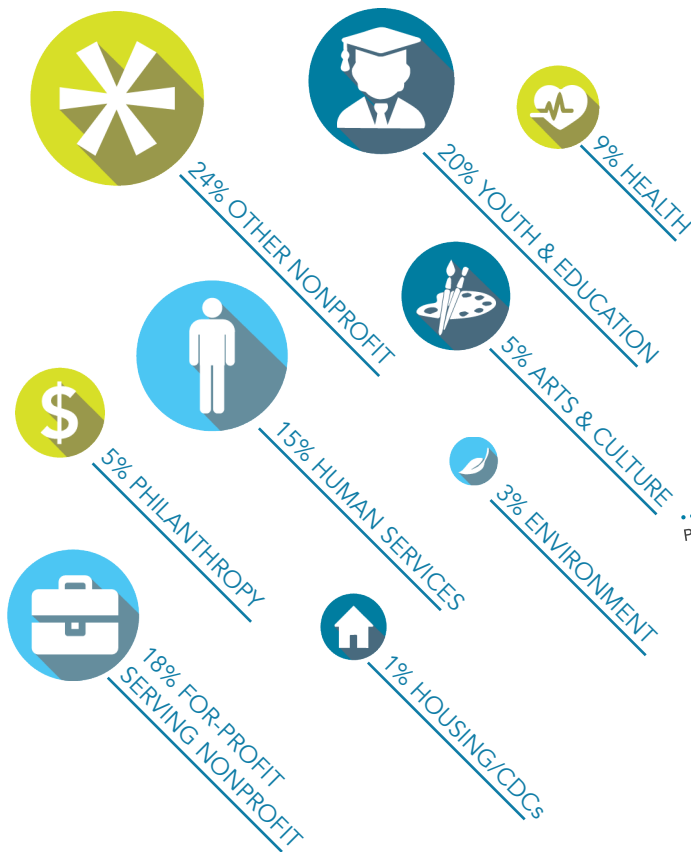 24% OTHER NONPROFIT
20% YOUTH & EDUCATION
9% HEALTH
5% ARTS & CULTURE
15% HUMAN SERVICES
5% PHILANTHROPY
3% ENVIRONMENT
18% FOR-PROFIT
SERVING NONPROFIT
1% HOUSING/CDCs
$
P